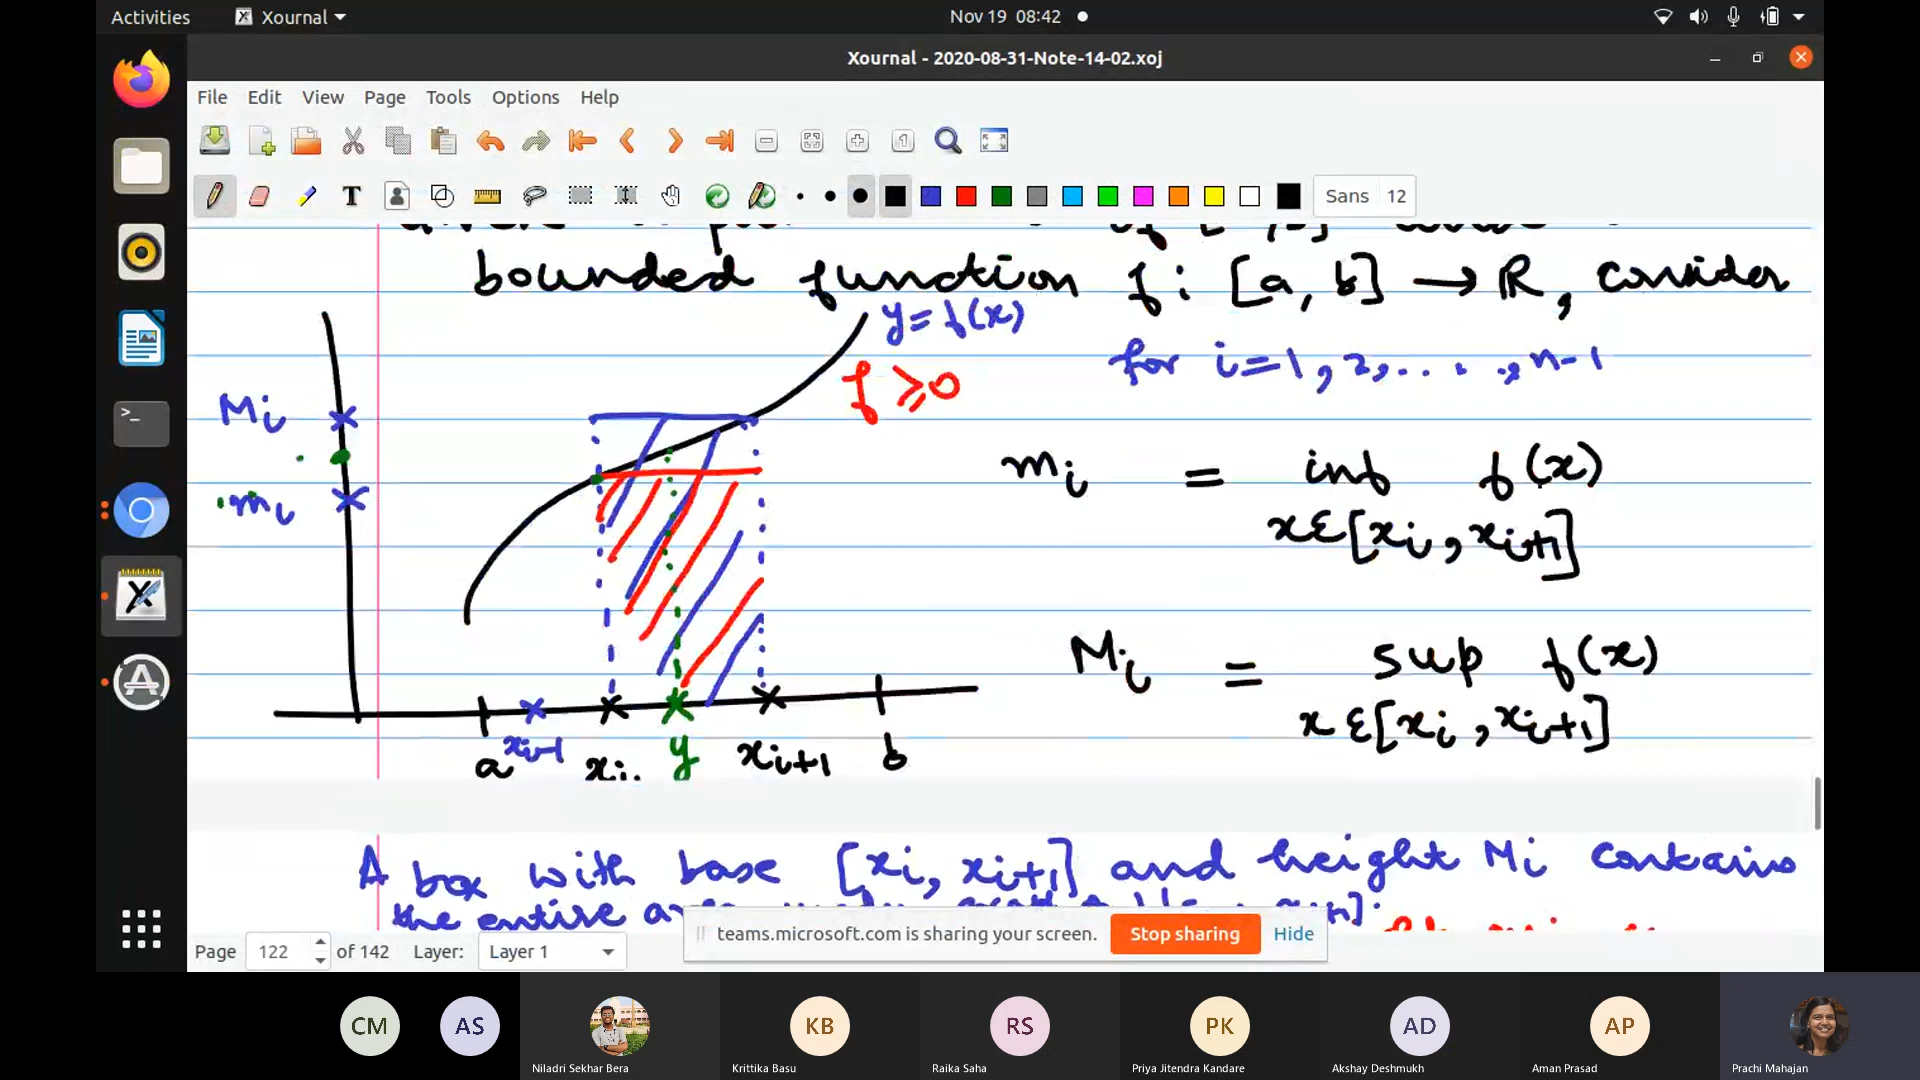 Activities
Xournal
Nov 19 08:42
Xournal - 2020-08-31-Note-14-02.xoj
File Edit View Page Tools Options Help
Sans 12
bounded function f : [a, b] → R, consider
y = f(x)
f ≥ 0
for i = 1, 2, . . . , n-1
Mi
mi
mi = inf f(x)
x ε [xi, xi+1]
Mi = sup f(x)
x ε [xi, xi+1]
a xi-1 xi y xi+1 b
A box with base [xi, xi+1] and height Mi contains
the entire
teams.microsoft.com is sharing your screen.
Stop sharing
Hide
Page 122 of 142 Layer: Layer 1
CM AS KB RS PK AD AP
Niladri Sekhar Bera Krittika Basu Raika Saha Priya Jitendra Kandare Akshay Deshmukh Aman Prasad Prachi Mahajan